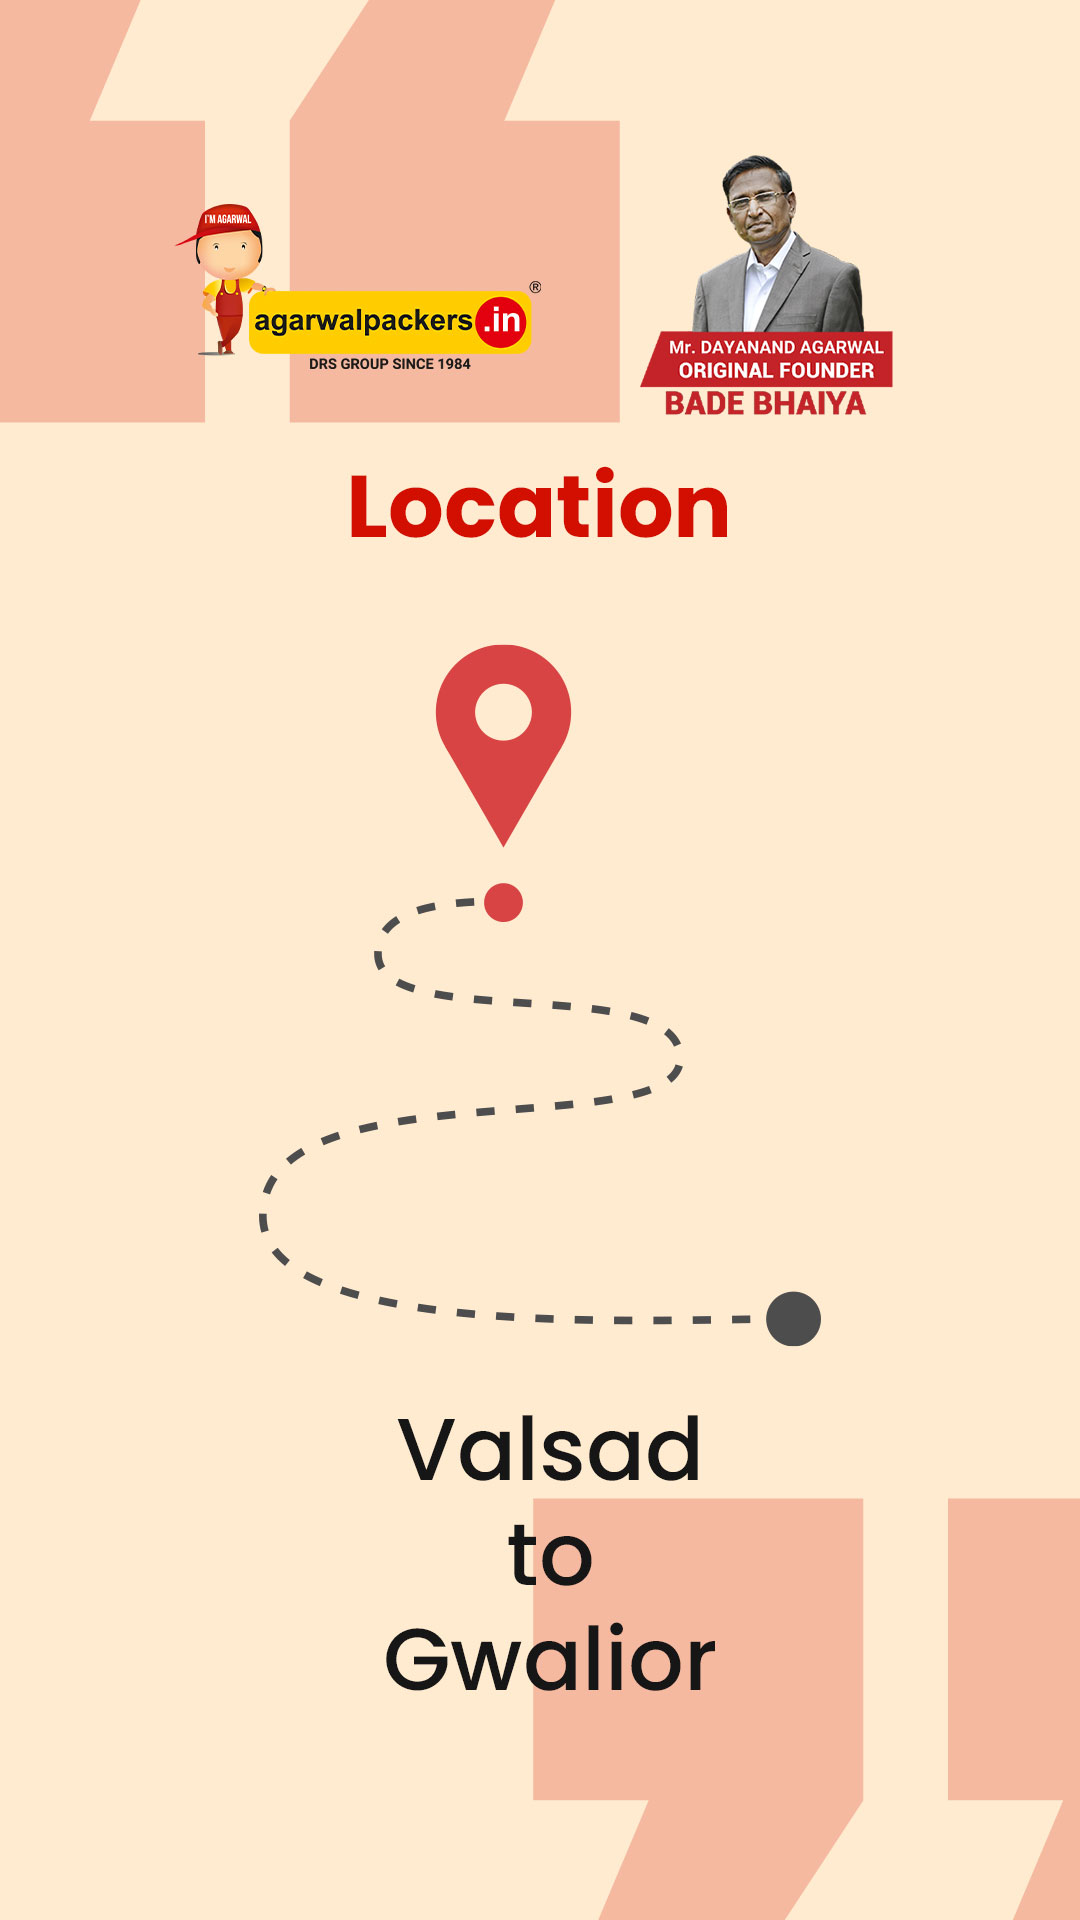 I'M AGARWAL
agarwalpackers.in®
DRS GROUP SINCE 1984
Mr. DAYANAND AGARWAL
ORIGINAL FOUNDER
BADE BHAIYA
Location
Valsad
to
Gwalior